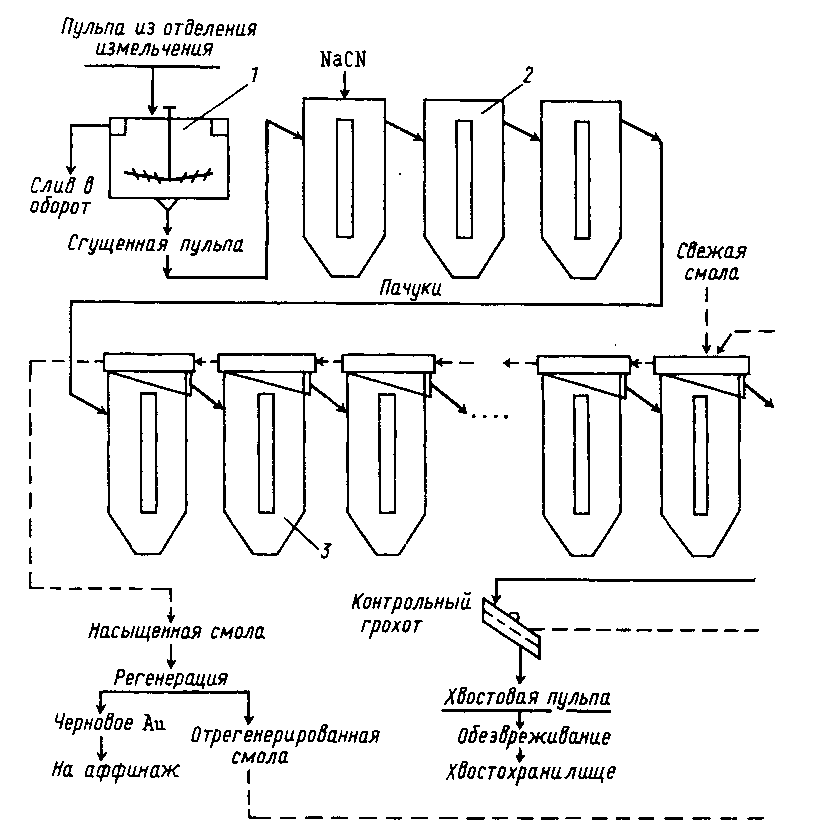 Пульпа из отделения
измельчения
1
NaCN
2
Слив в
оборот
Сгущенная пульпа
Пачуки
Свежая
смола
3
Контрольный
грохот
Насыщенная смола
Регенерация
Черновое Au
Отрегенерированная
смола
На аффинаж
Хвостовая пульпа
Обезвреживание
Хвостохранилище